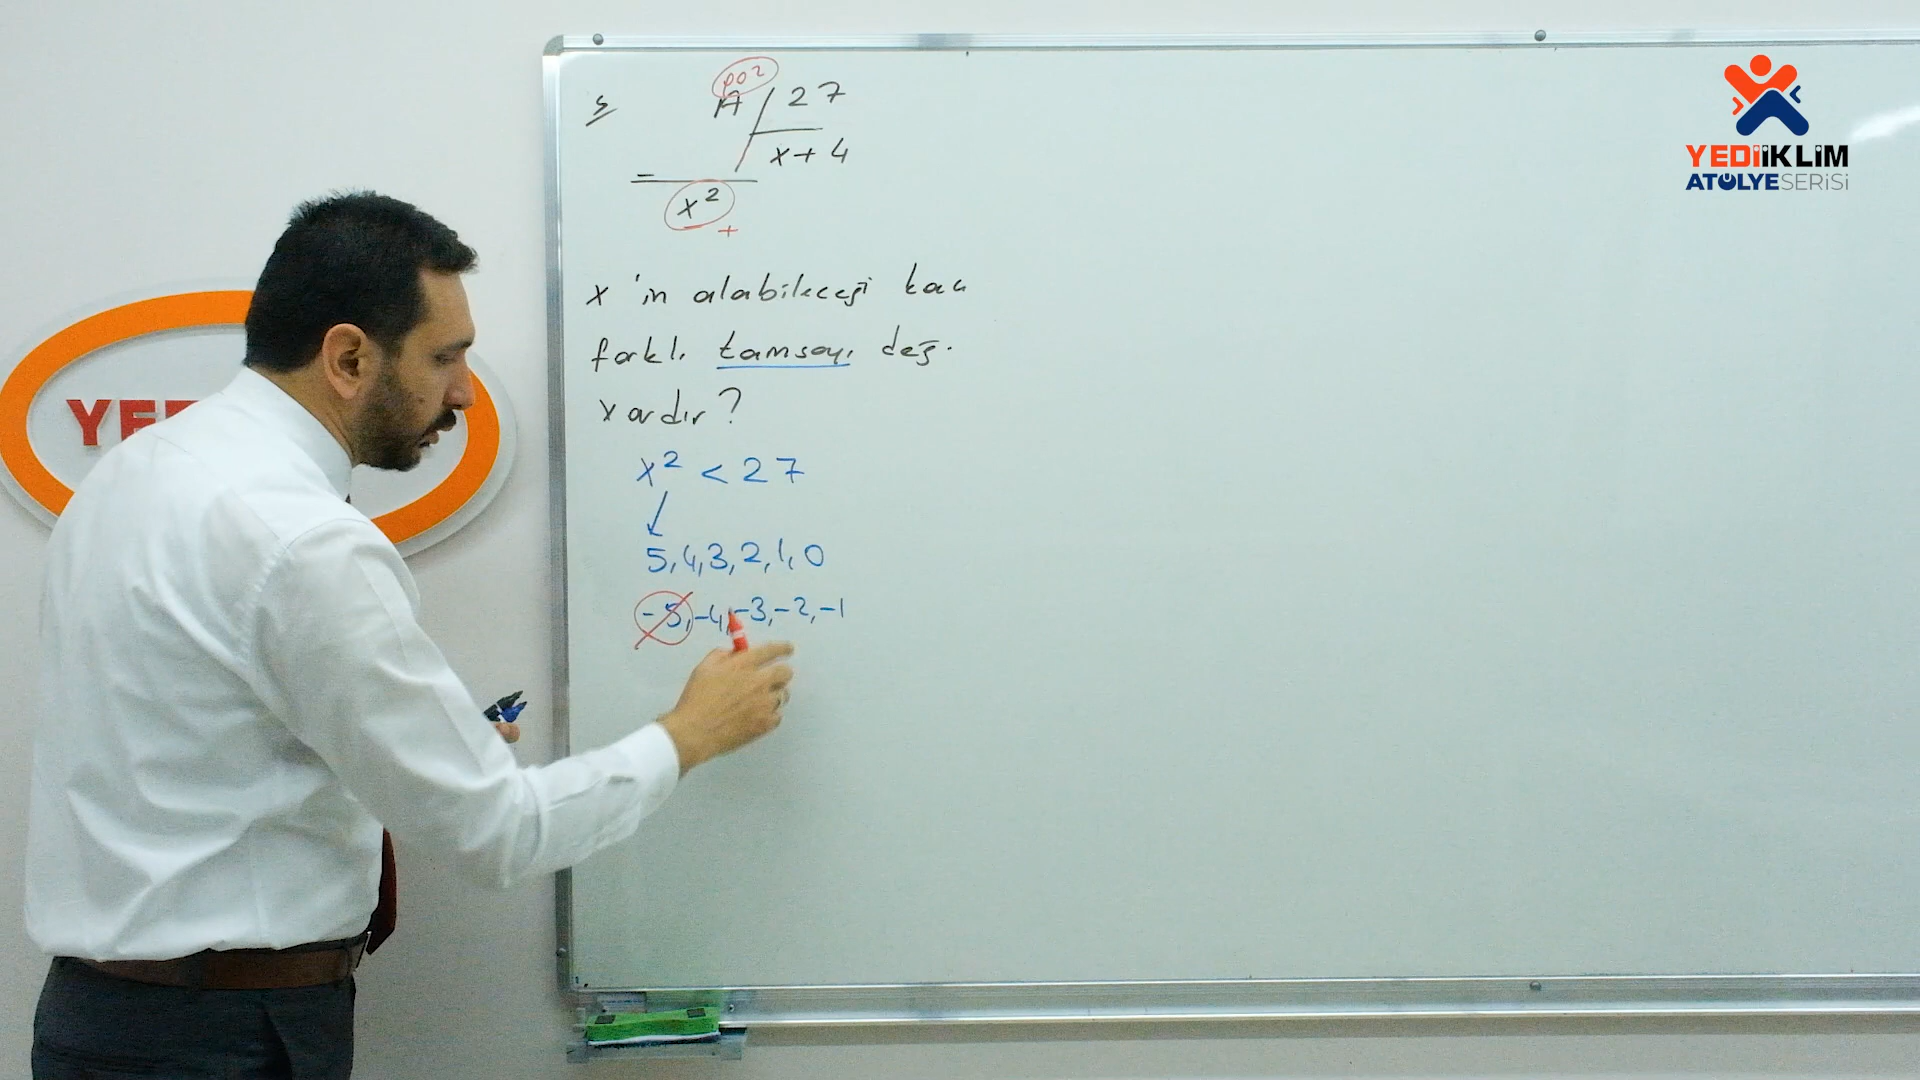 poz
A 27
x + 4
x²
+
x 'in alabileceği kaç
farklı tamsayı değ.
vardır?
x² < 27
5, 4, 3, 2, 1, 0
-5, -4, -3, -2, -1
YEDİİKLİM
ATÖLYESERİSİ